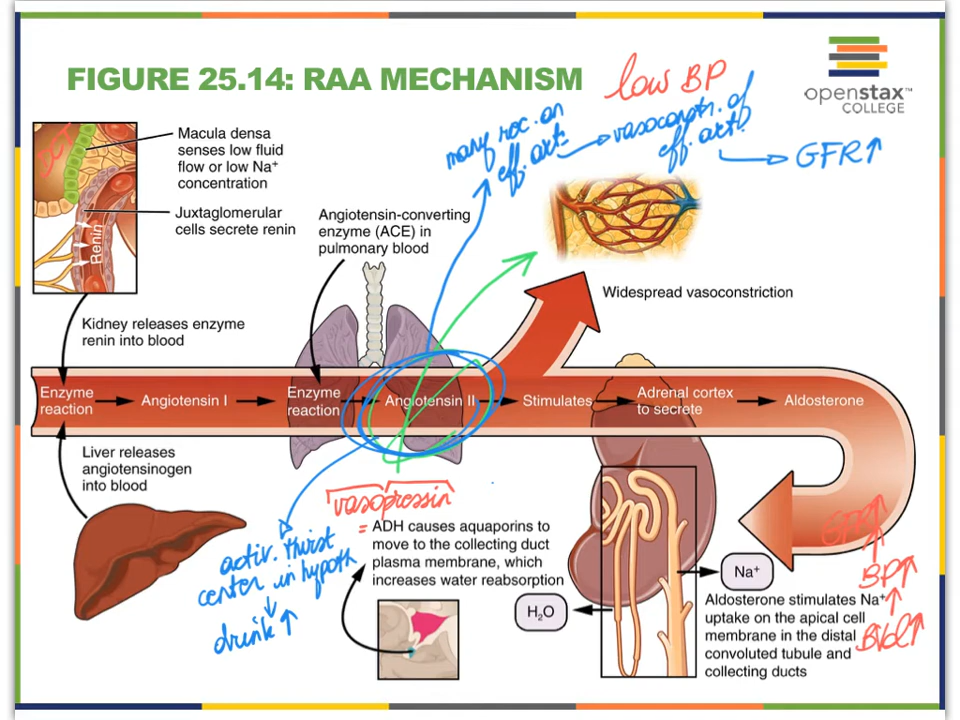 FIGURE 25.14: RAA MECHANISM
low BP
openstax™
COLLEGE
many rec. on
eff. art.
vasoconstr. of
eff. art.
GFR↑
DCT
Macula densa
senses low fluid
flow or low Na⁺
concentration
Juxtaglomerular
cells secrete renin
Renin
Angiotensin-converting
enzyme (ACE) in
pulmonary blood
Widespread vasoconstriction
Kidney releases enzyme
renin into blood
Enzyme
reaction
Angiotensin I
Enzyme
reaction
Angiotensin II
Stimulates
Adrenal cortex
to secrete
Aldosterone
Liver releases
angiotensinogen
into blood
vasopressin
= ADH causes aquaporins to
move to the collecting duct
plasma membrane, which
increases water reabsorption
activ. thirst
center in hypoth
drink ↑
H₂O
Na⁺
GFR↑
BP↑
BVol↑
Aldosterone stimulates Na⁺
uptake on the apical cell
membrane in the distal
convoluted tubule and
collecting ducts